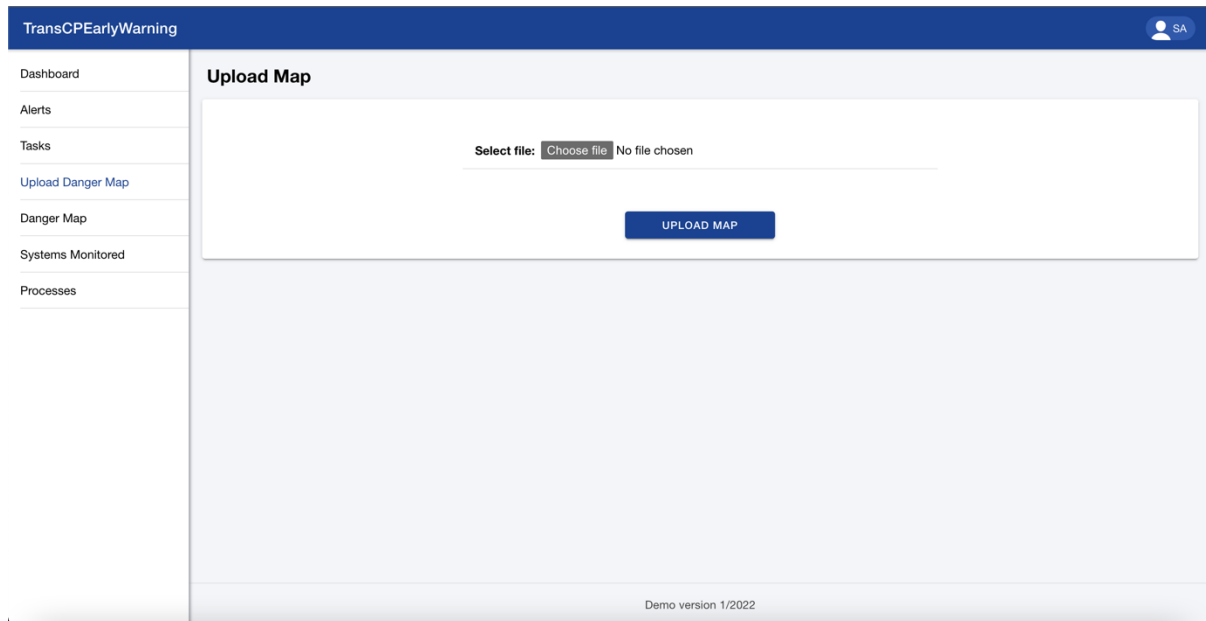 TransCPEarlyWarning
SA
Dashboard
Alerts
Tasks
Upload Danger Map
Danger Map
Systems Monitored
Processes
Upload Map
Select file: Choose file No file chosen
UPLOAD MAP
Demo version 1/2022